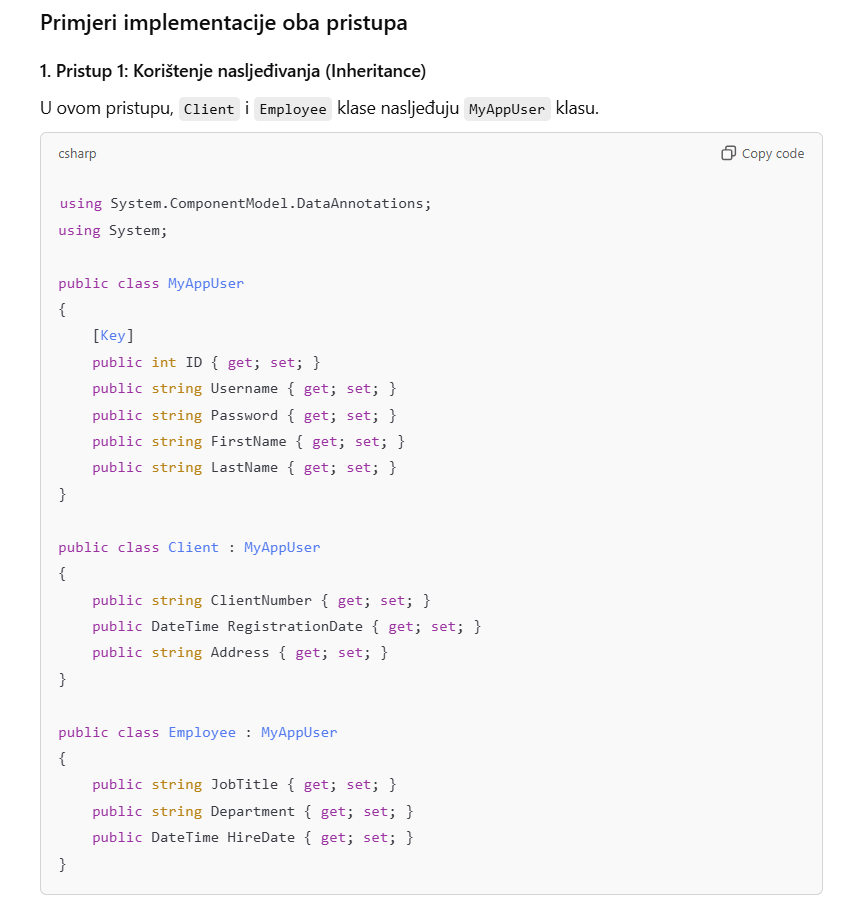 Primjeri implementacije oba pristupa
1. Pristup 1: Korištenje nasljeđivanja (Inheritance)
U ovom pristupu, Client i Employee klase nasljeđuju MyAppUser klasu.
csharp
Copy code
using System.ComponentModel.DataAnnotations;
using System;
public class MyAppUser
{
    [Key]
    public int ID { get; set; }
    public string Username { get; set; }
    public string Password { get; set; }
    public string FirstName { get; set; }
    public string LastName { get; set; }
}
public class Client : MyAppUser
{
    public string ClientNumber { get; set; }
    public DateTime RegistrationDate { get; set; }
    public string Address { get; set; }
}
public class Employee : MyAppUser
{
    public string JobTitle { get; set; }
    public string Department { get; set; }
    public DateTime HireDate { get; set; }
}